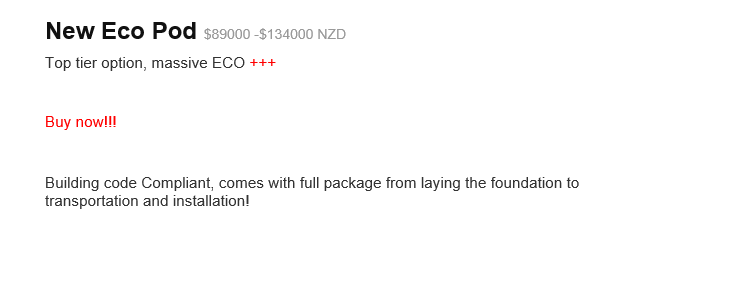 New Eco Pod $89000 -$134000 NZD
Top tier option, massive ECO +++
Buy now!!!
Building code Compliant, comes with full package from laying the foundation to
transportation and installation!